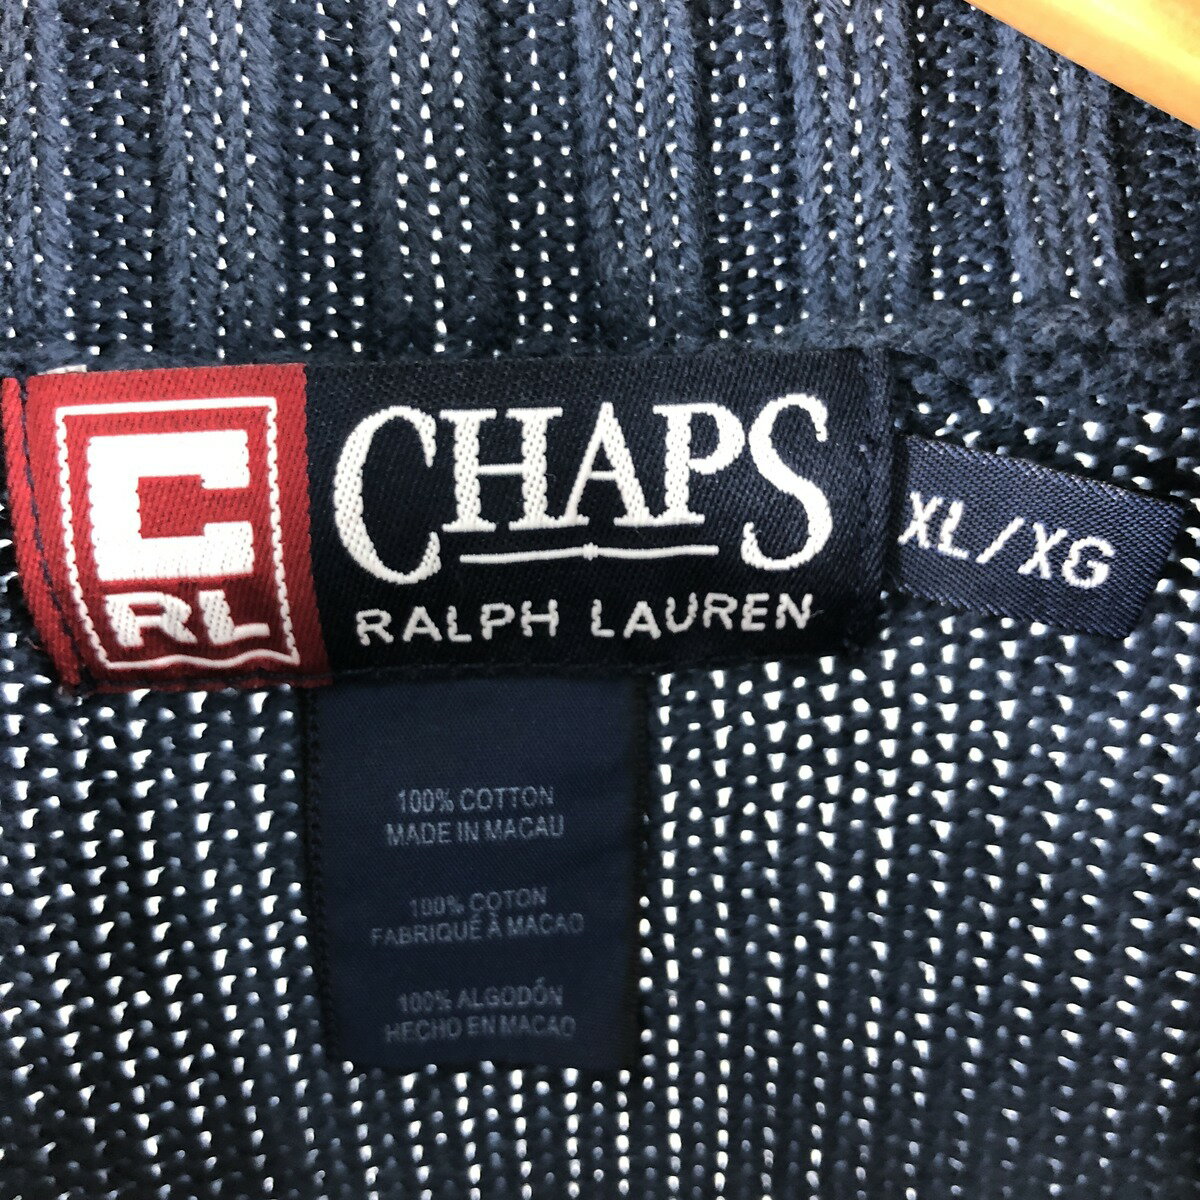 C
RL
CHAPS
RALPH LAUREN
XL/XG
100% COTTON
MADE IN MACAU
100% COTON
FABRIQUÉ À MACAO
100% ALGODÓN
HECHO EN MACAO